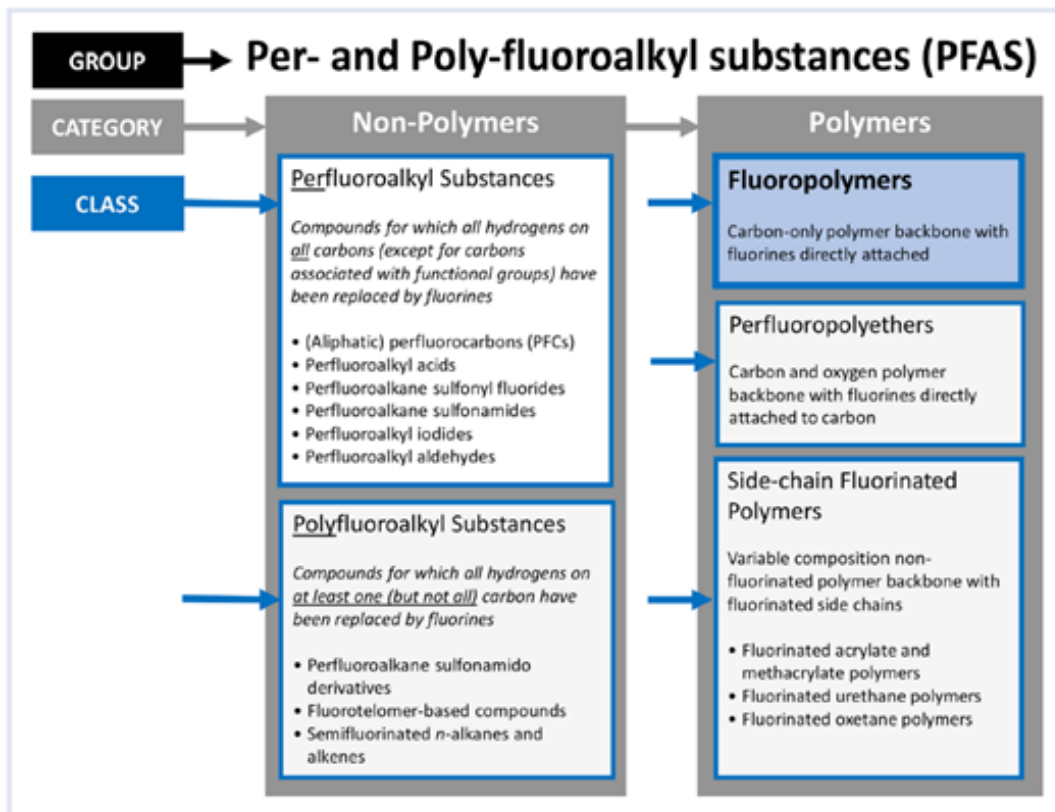 GROUP
Per- and Poly-fluoroalkyl substances (PFAS)
CATEGORY
Non-Polymers
Polymers
CLASS
Perfluoroalkyl Substances
Compounds for which all hydrogens on
all carbons (except for carbons
associated with functional groups) have
been replaced by fluorines
• (Aliphatic) perfluorocarbons (PFCs)
• Perfluoroalkyl acids
• Perfluoroalkane sulfonyl fluorides
• Perfluoroalkane sulfonamides
• Perfluoroalkyl iodides
• Perfluoroalkyl aldehydes
Polyfluoroalkyl Substances
Compounds for which all hydrogens on
at least one (but not all) carbon have
been replaced by fluorines
• Perfluoroalkane sulfonamido
derivatives
• Fluorotelomer-based compounds
• Semifluorinated n-alkanes and
alkenes
Fluoropolymers
Carbon-only polymer backbone with
fluorines directly attached
Perfluoropolyethers
Carbon and oxygen polymer
backbone with fluorines directly
attached to carbon
Side-chain Fluorinated
Polymers
Variable composition non-
fluorinated polymer backbone with
fluorinated side chains
• Fluorinated acrylate and
methacrylate polymers
• Fluorinated urethane polymers
• Fluorinated oxetane polymers